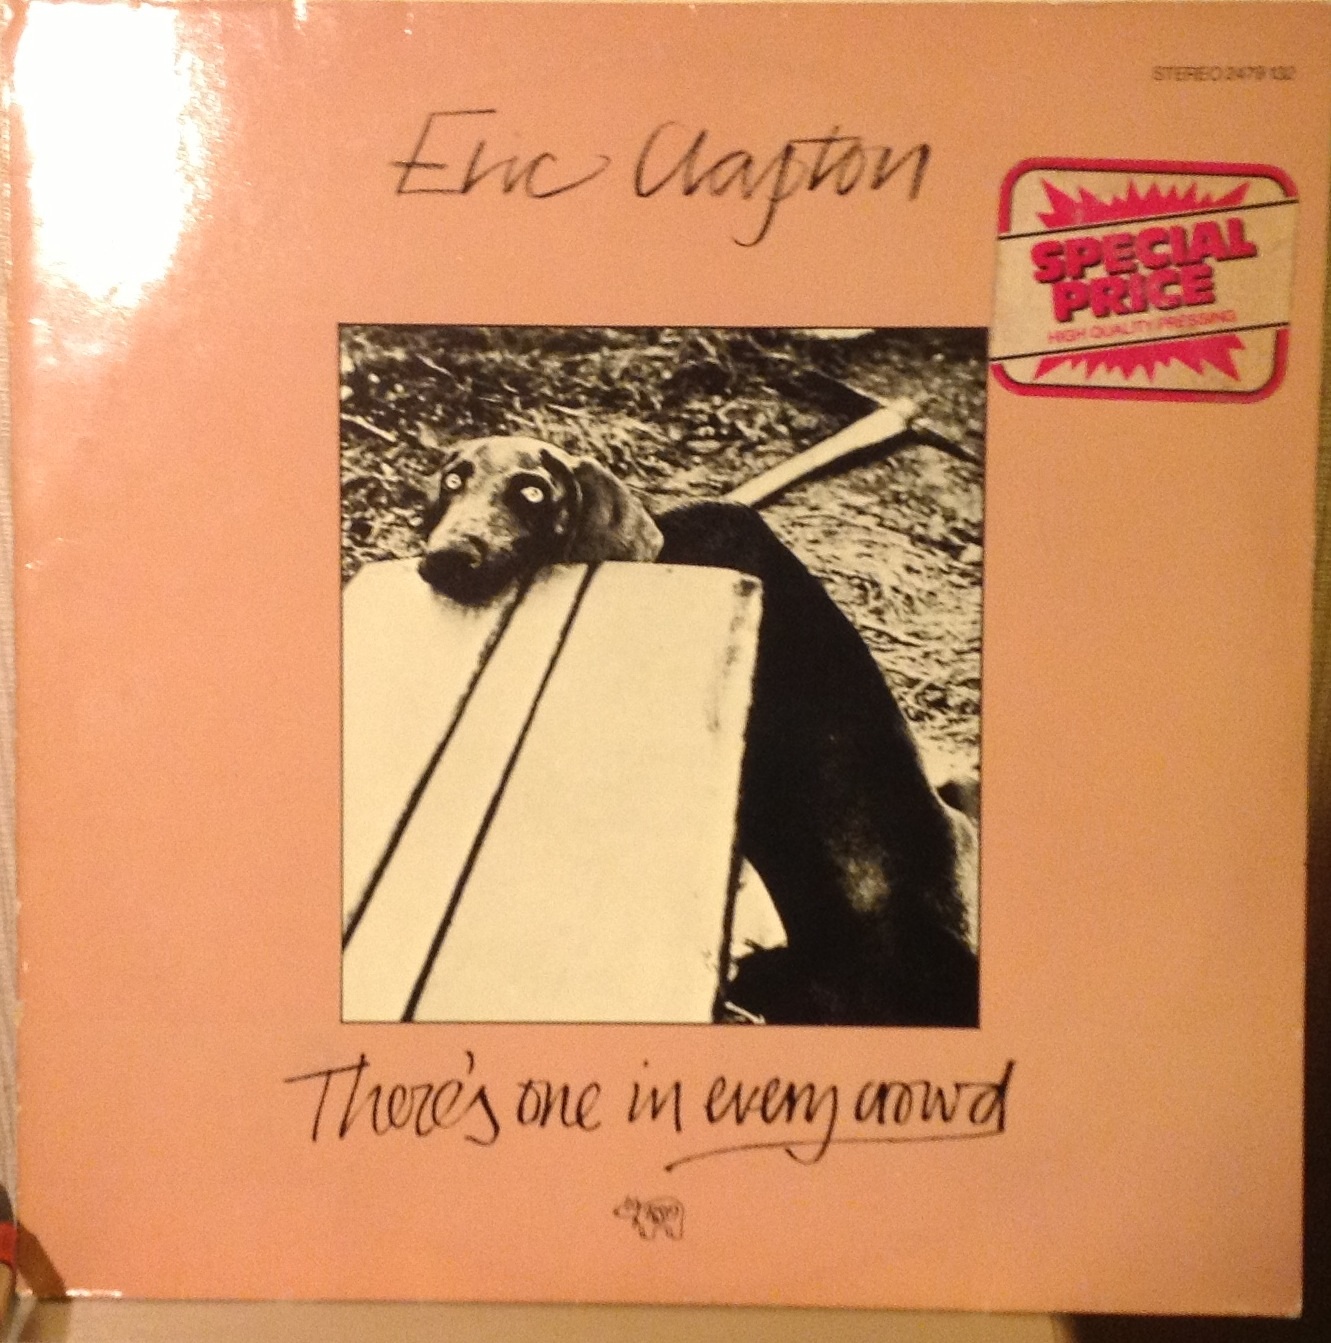 STEREO 2479 132
Eric Clapton
SPECIAL
PRICE
HIGH QUALITY PRESSING
There's one in every crowd